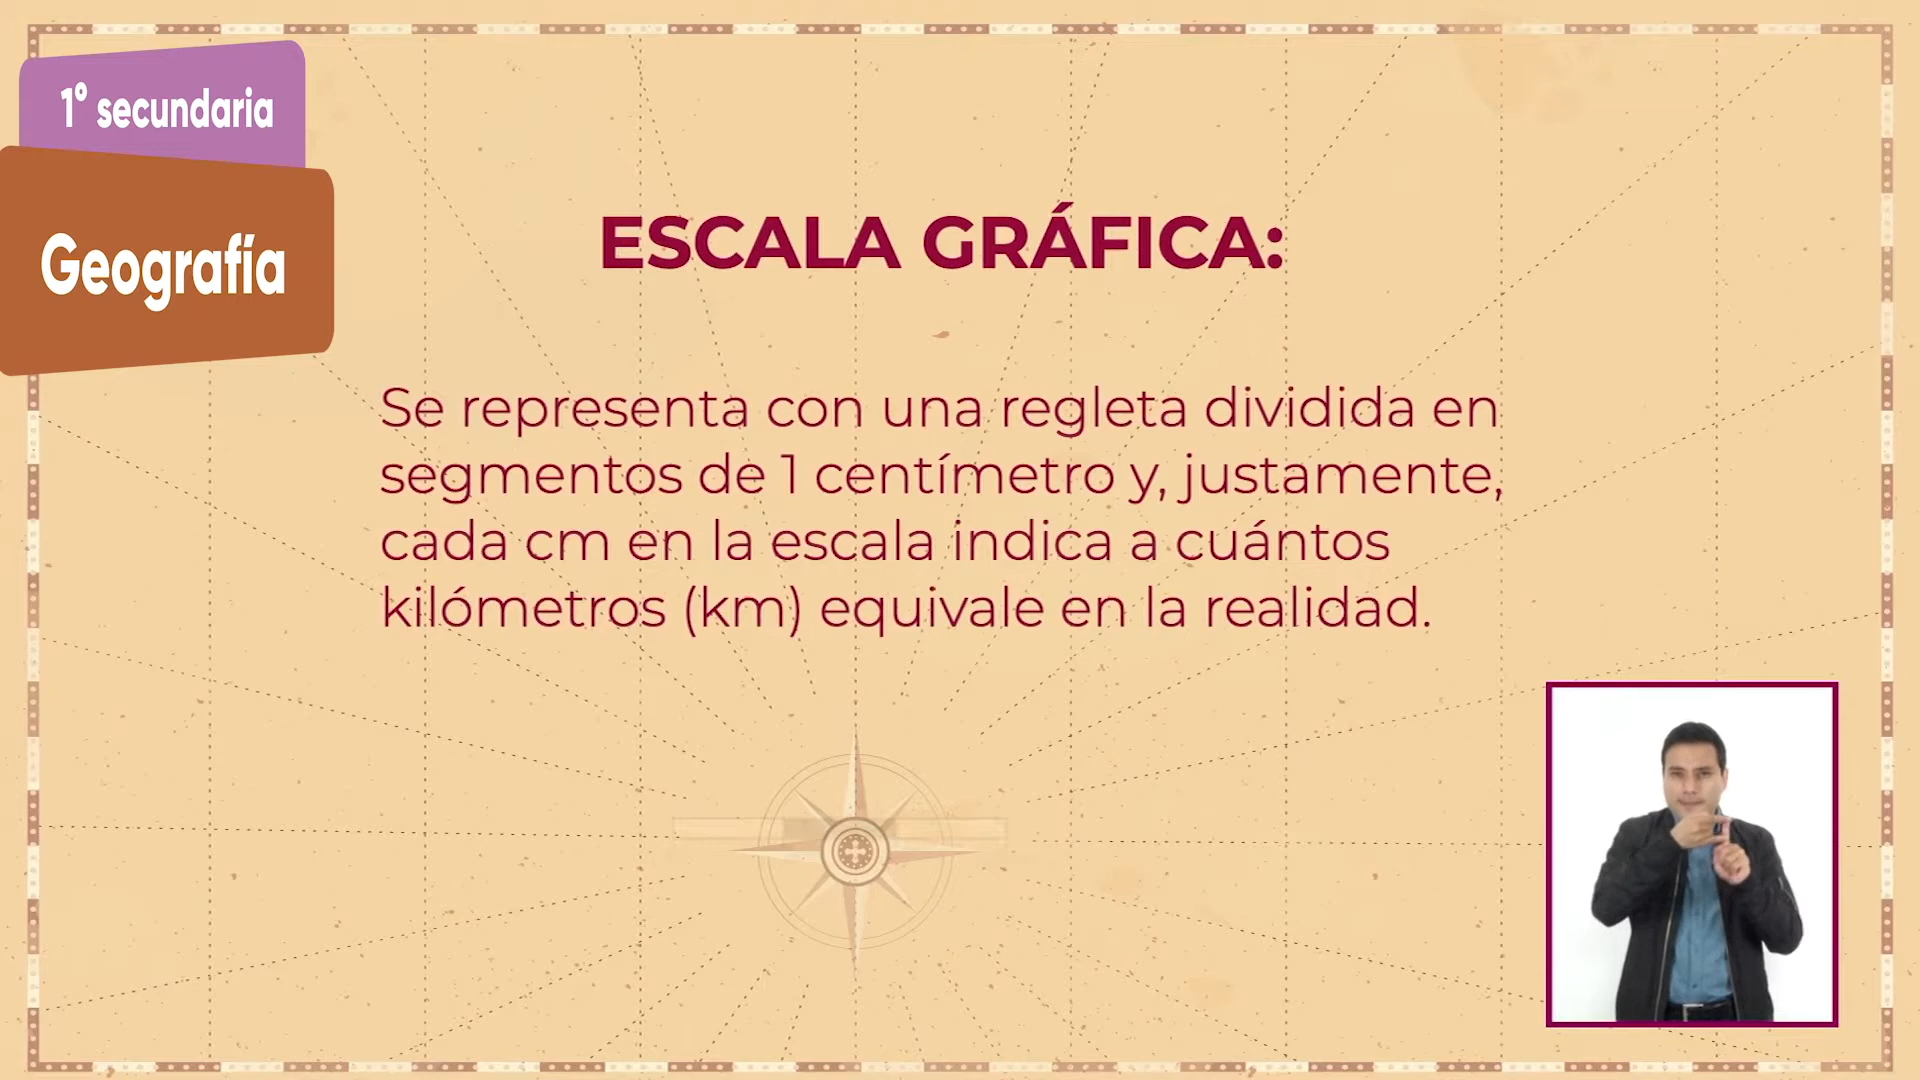 1° secundaria
Geografía
ESCALA GRÁFICA:
Se representa con una regleta dividida en
segmentos de 1 centímetro y, justamente,
cada cm en la escala indica a cuántos
kilómetros (km) equivale en la realidad.